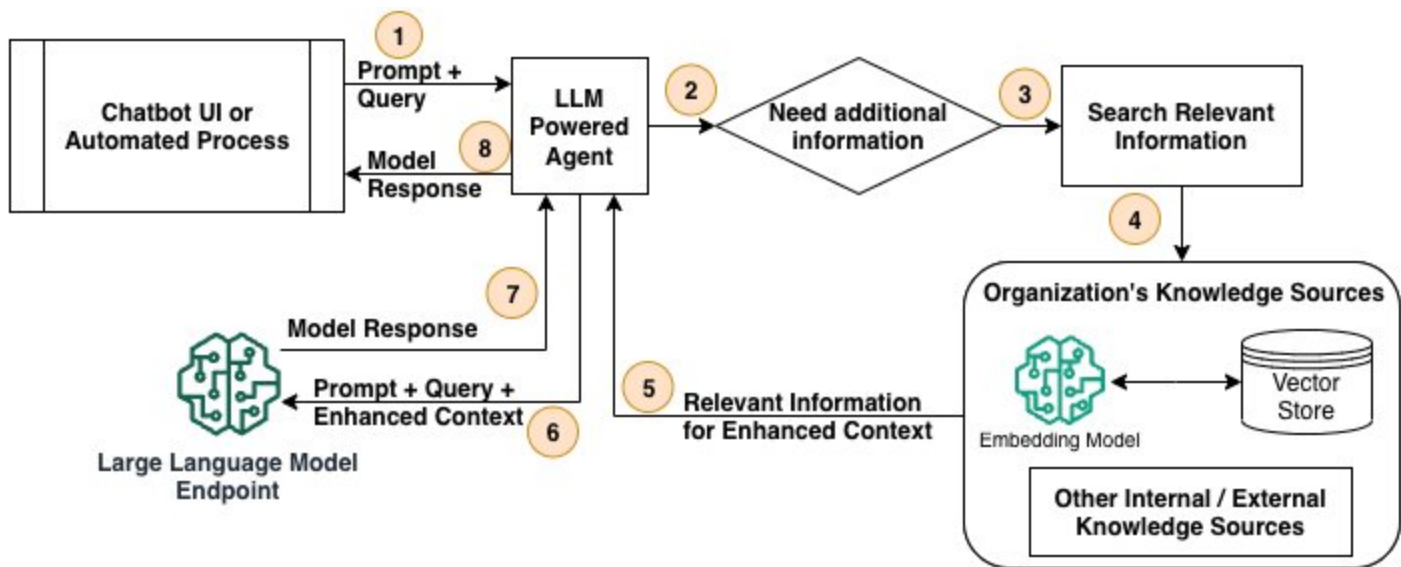 1
Prompt +
Query
Chatbot UI or
Automated Process
8
Model
Response
LLM
Powered
Agent
2
Need additional
information
3
Search Relevant
Information
4
Organization's Knowledge Sources
Embedding Model
Vector
Store
Other Internal / External
Knowledge Sources
5
Relevant Information
for Enhanced Context
6
Prompt + Query +
Enhanced Context
Large Language Model
Endpoint
7
Model Response